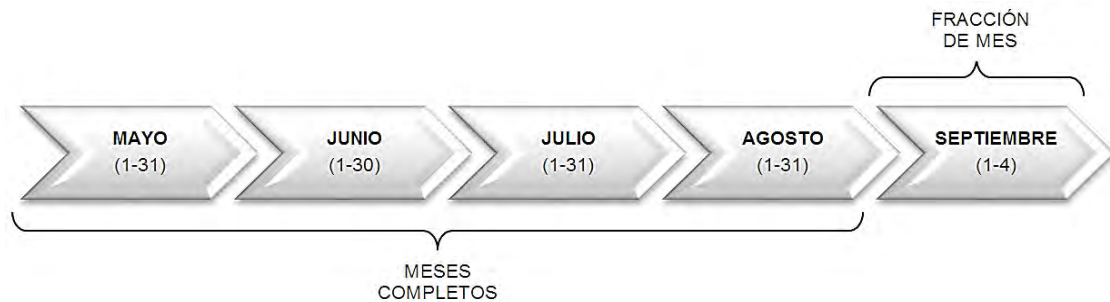 FRACCIÓN
DE MES
MAYO
(1-31)
JUNIO
(1-30)
JULIO
(1-31)
AGOSTO
(1-31)
SEPTIEMBRE
(1-4)
MESES
COMPLETOS